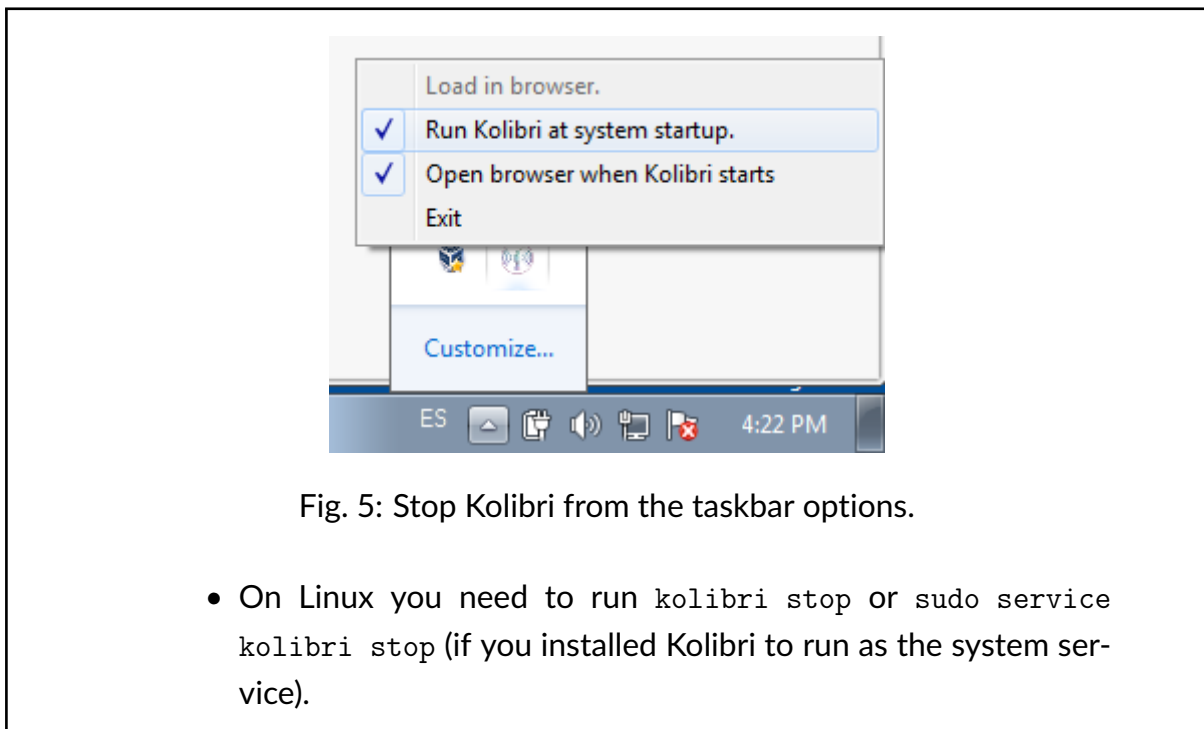 Load in browser.
Run Kolibri at system startup.
Open browser when Kolibri starts
Exit
Customize...
ES 4:22 PM
Fig. 5: Stop Kolibri from the taskbar options.
• On Linux you need to run kolibri stop or sudo service
kolibri stop (if you installed Kolibri to run as the system ser-
vice).